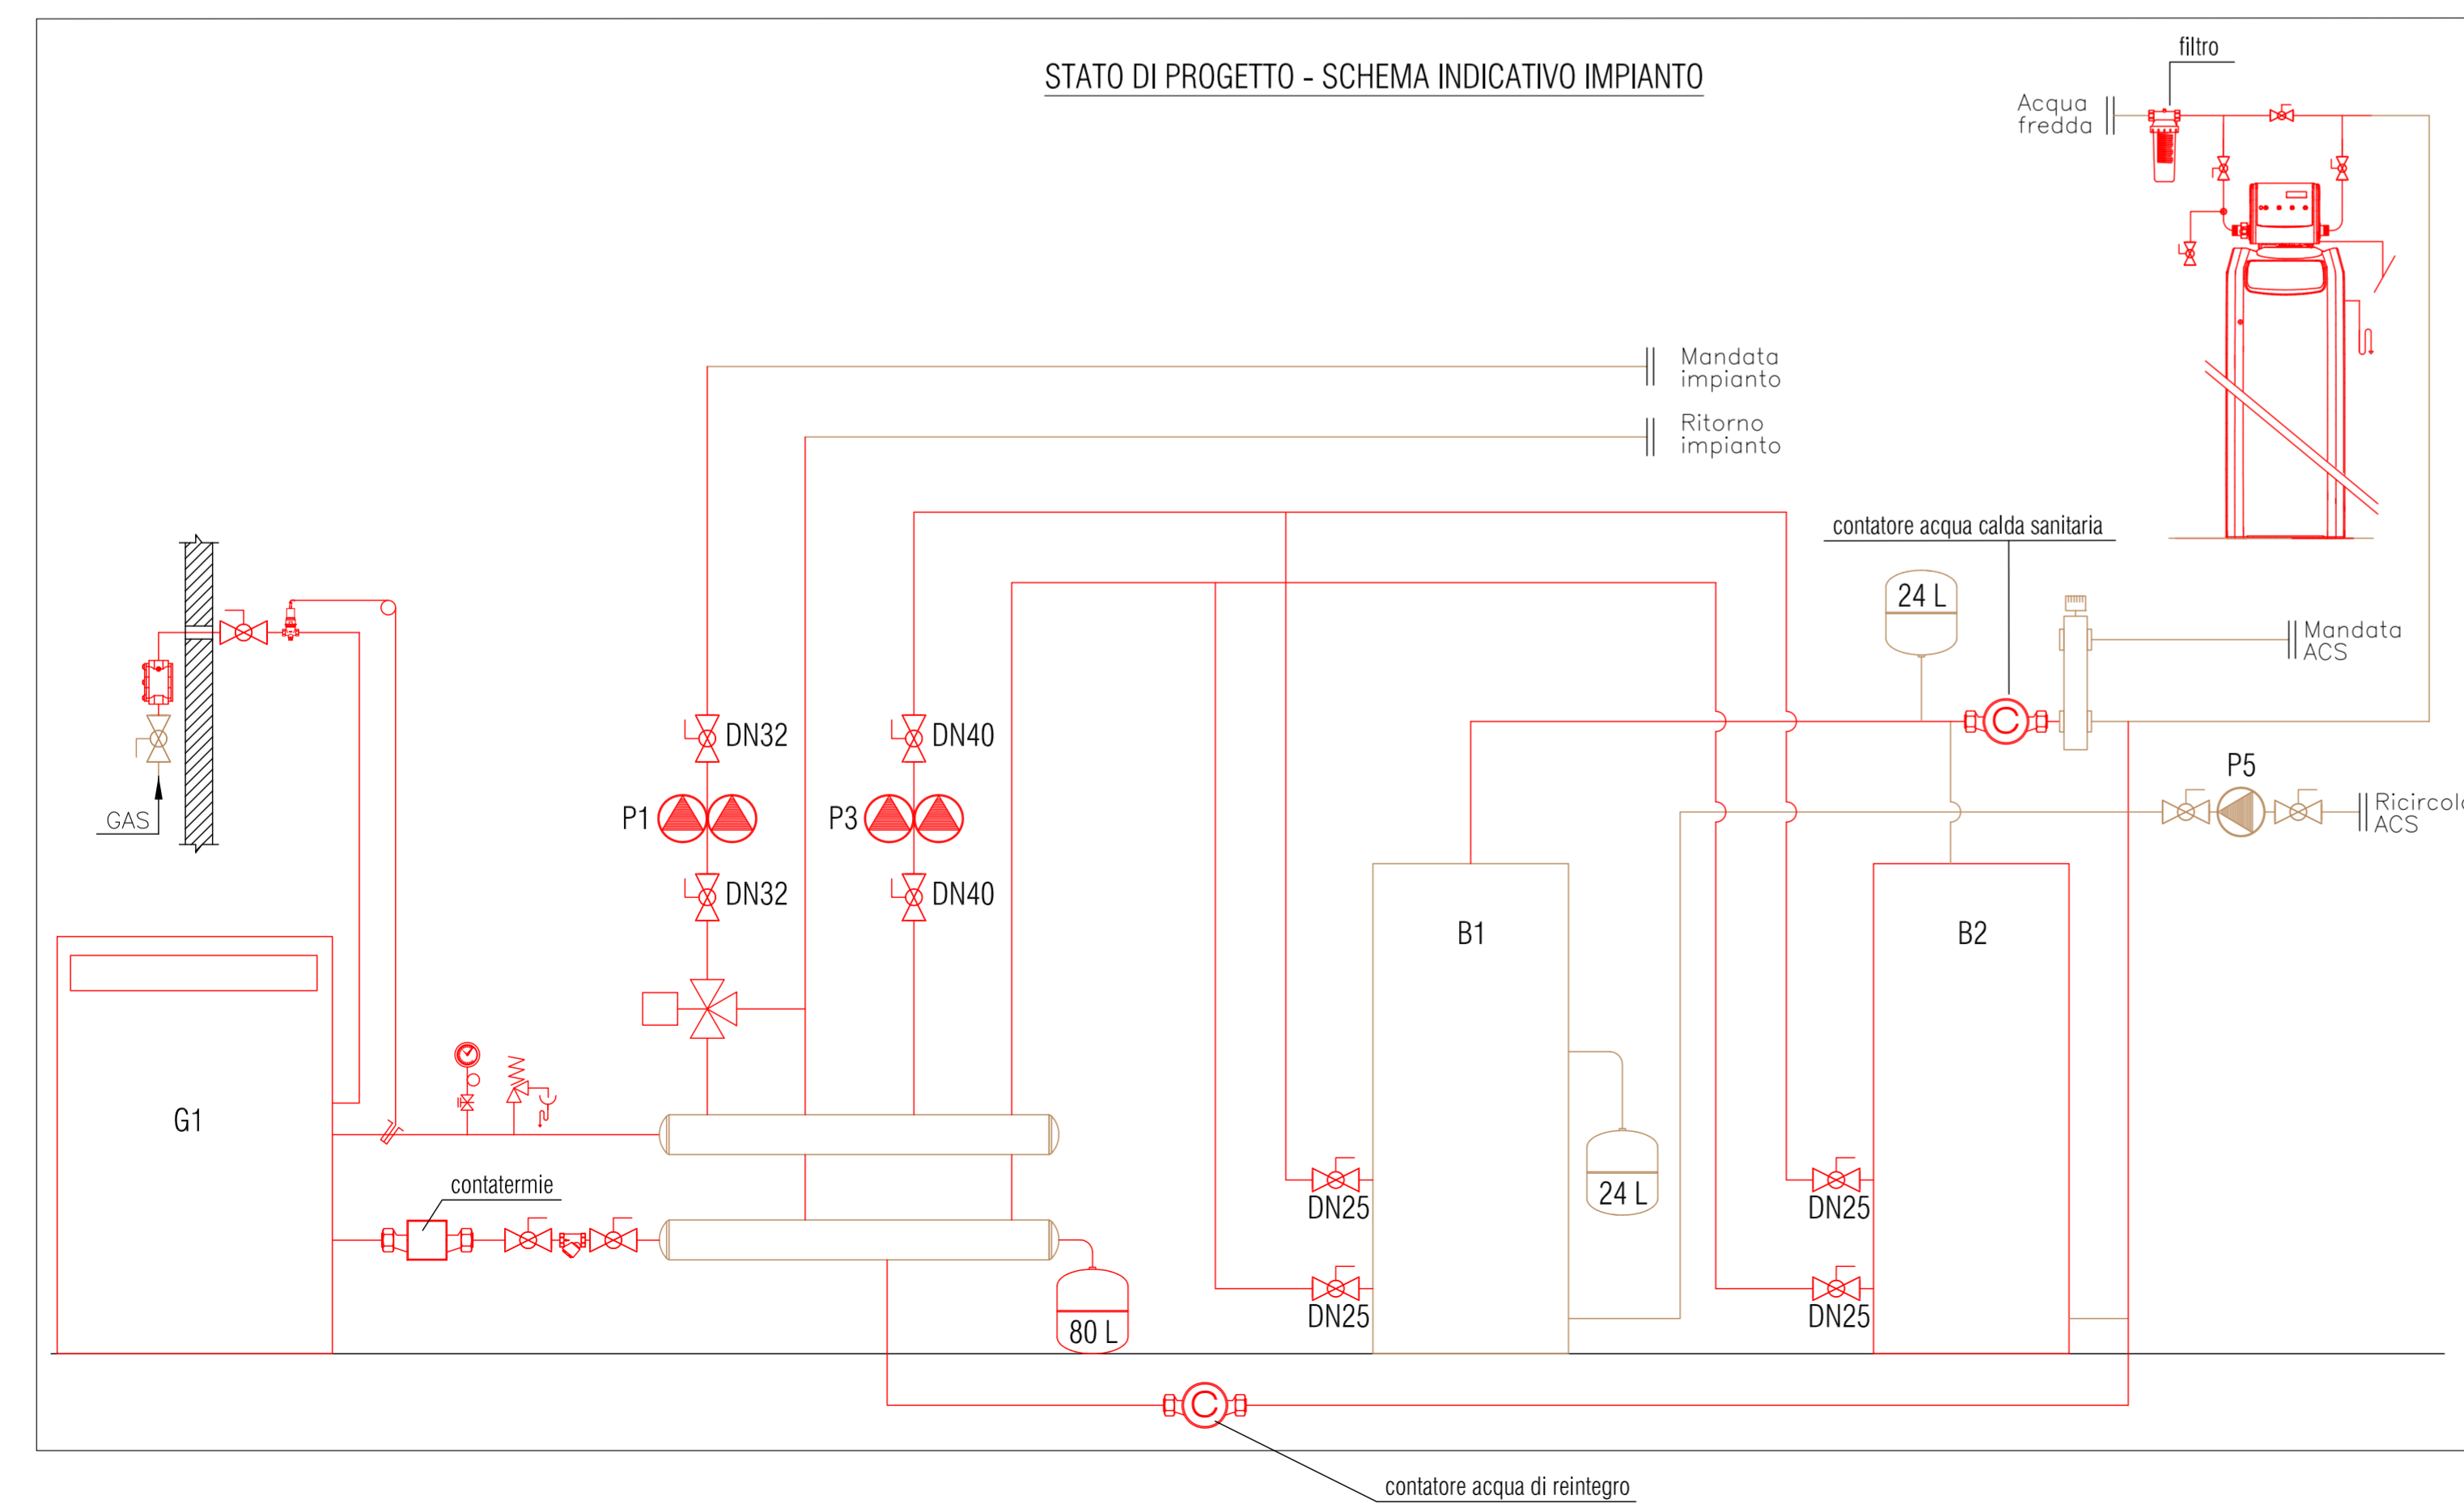 STATO DI PROGETTO - SCHEMA INDICATIVO IMPIANTO
filtro
Acqua
fredda
Mandata
impianto
Ritorno
impianto
contatore acqua calda sanitaria
24 L
Mandata
ACS
DN32
DN40
P1
P3
P5
Ricircolo
ACS
GAS
DN32
DN40
B1
B2
G1
contatermie
24 L
DN25
DN25
80 L
DN25
DN25
C
C
contatore acqua di reintegro